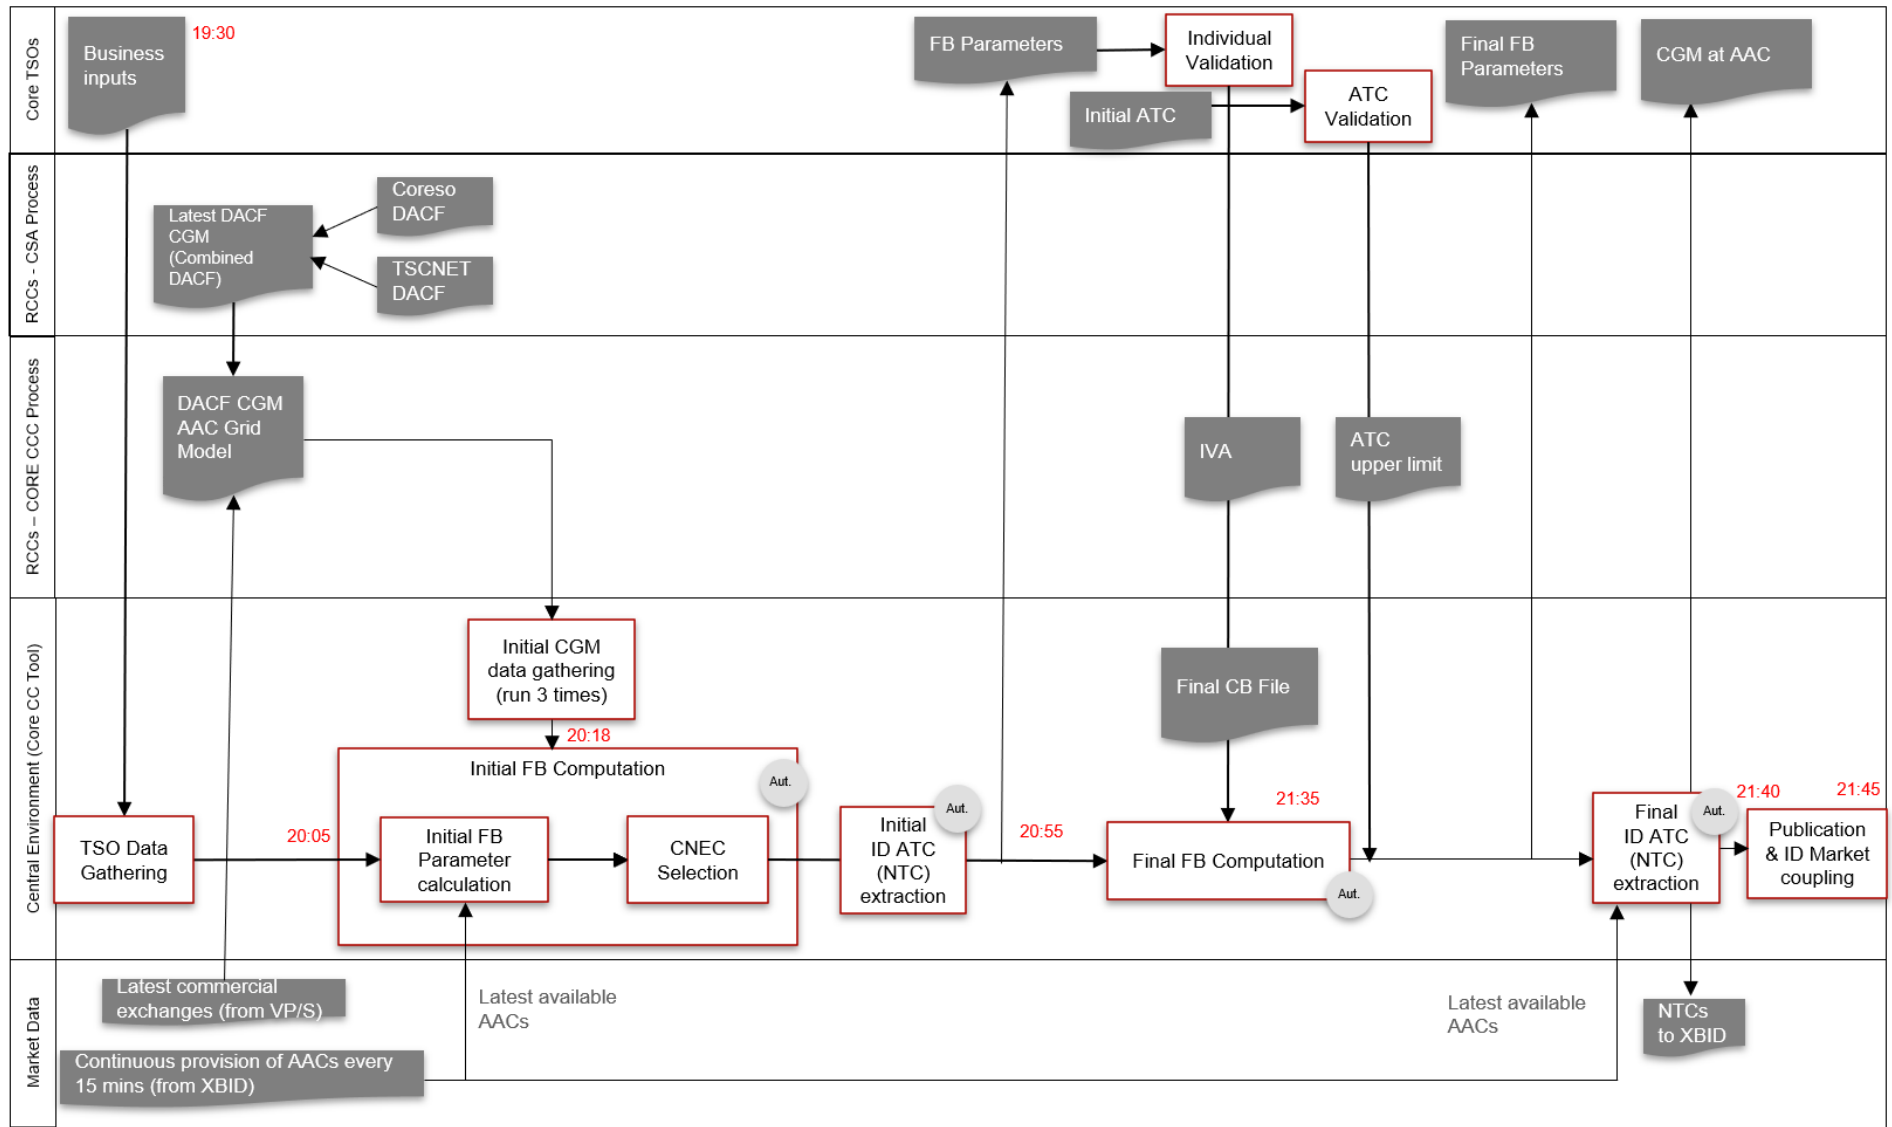 Core TSOs
Business
inputs
19:30
FB Parameters
Individual
Validation
Initial ATC
ATC
Validation
Final FB
Parameters
CGM at AAC
RCCs - CSA Process
Latest DACF
CGM
(Combined
DACF)
Coreso
DACF
TSCNET
DACF
RCCs – CORE CCC Process
DACF CGM
AAC Grid
Model
IVA
ATC
upper limit
Central Environment (Core CC Tool)
Initial CGM
data gathering
(run 3 times)
20:18
Initial FB Computation
Aut.
TSO Data
Gathering
20:05
Initial FB
Parameter
calculation
CNEC
Selection
Aut.
Initial
ID ATC
(NTC)
extraction
20:55
Final CB File
21:35
Final FB Computation
Aut.
Final
ID ATC
(NTC)
extraction
Aut.
21:40
21:45
Publication
& ID Market
coupling
Market Data
Latest commercial
exchanges (from VP/S)
Continuous provision of AACs every
15 mins (from XBID)
Latest available
AACs
Latest available
AACs
NTCs
to XBID